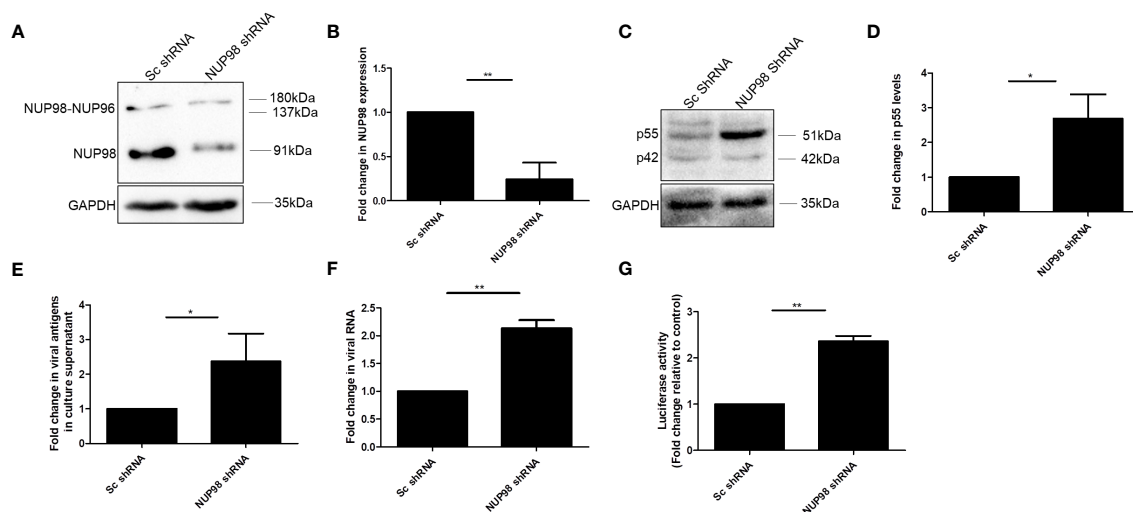 A
Sc shRNA
NUP98 shRNA
NUP98-NUP96
180kDa
137kDa
NUP98
91kDa
GAPDH
35kDa
B
Fold change in NUP98 expression
1.5
1.0
0.5
0.0
**
Sc shRNA
NUP98 shRNA
C
Sc ShRNA
NUP98 ShRNA
p55
51kDa
p42
42kDa
GAPDH
35kDa
D
Fold change in p55 levels
4
3
2
1
0
*
Sc shRNA
NUP98 shRNA
E
Fold change in viral antigens
in culture supernatant
4
3
2
1
0
*
Sc shRNA
NUP98 shRNA
F
Fold change in viral RNA
2.5
2.0
1.5
1.0
0.5
0.0
**
Sc shRNA
NUP98 shRNA
G
Luciferase activity
(Fold change relative to control)
3
2
1
0
**
Sc shRNA
NUP98 shRNA